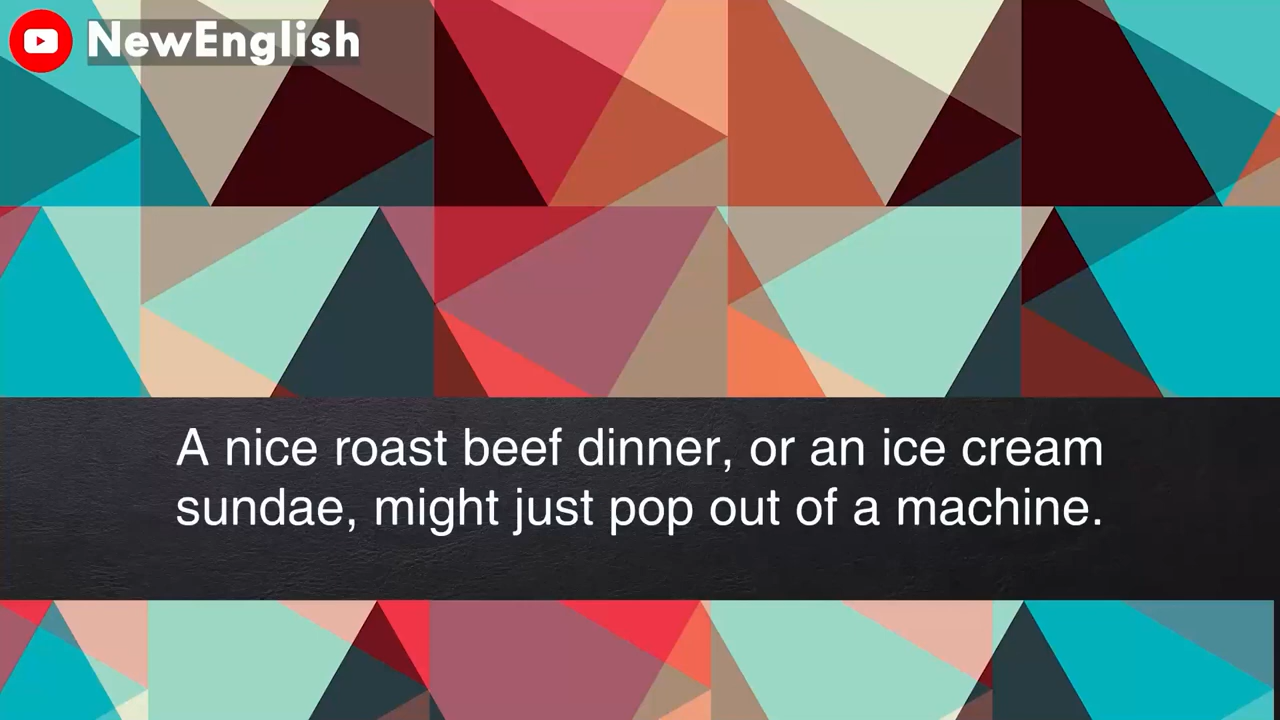 NewEnglish
A nice roast beef dinner, or an ice cream
sundae, might just pop out of a machine.